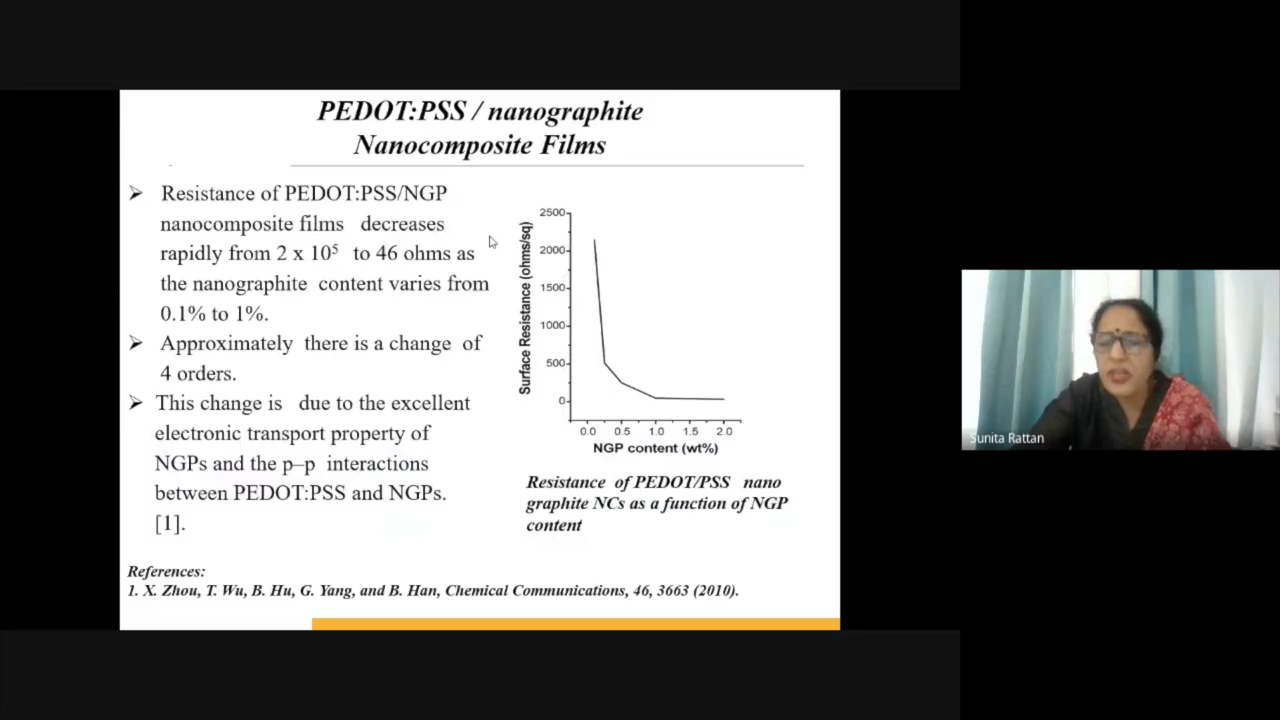 PEDOT:PSS / nanographite
Nanocomposite Films
➢ Resistance of PEDOT:PSS/NGP
nanocomposite films decreases
rapidly from 2 x 10⁵ to 46 ohms as
the nanographite content varies from
0.1% to 1%.
➢ Approximately there is a change of
4 orders.
➢ This change is due to the excellent
electronic transport property of
NGPs and the p–p interactions
between PEDOT:PSS and NGPs.
[1].
Surface Resistance (ohms/sq)
2500
2000
1500
1000
500
0
0.0 0.5 1.0 1.5 2.0
NGP content (wt%)
Resistance of PEDOT/PSS nano
graphite NCs as a function of NGP
content
References:
1. X. Zhou, T. Wu, B. Hu, G. Yang, and B. Han, Chemical Communications, 46, 3663 (2010).
Sunita Rattan